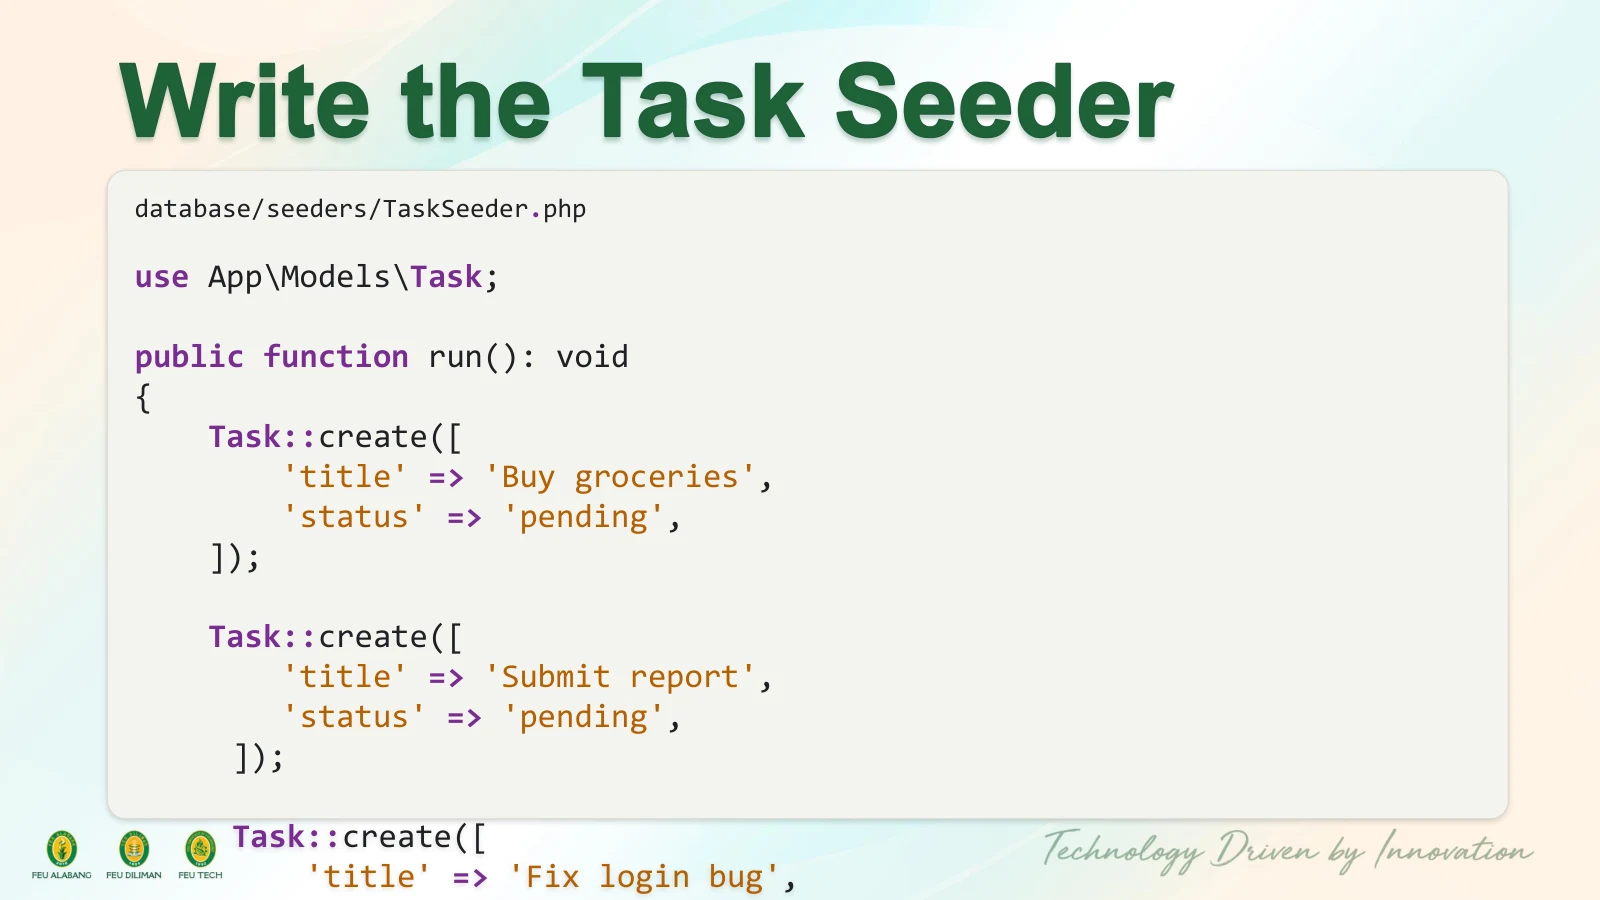 Write the Task Seeder
database/seeders/TaskSeeder.php
use App\Models\Task;
public function run(): void
{
    Task::create([
        'title' => 'Buy groceries',
        'status' => 'pending',
    ]);
    Task::create([
        'title' => 'Submit report',
        'status' => 'pending',
    ]);
    Task::create([
        'title' => 'Fix login bug',
FEU ALABANG
FEU DILIMAN
FEU TECH
Technology Driven by Innovation